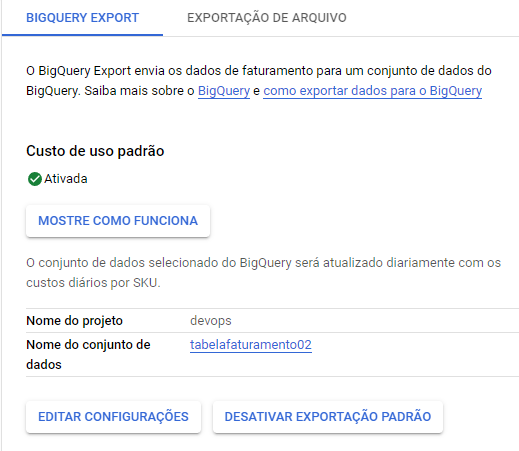 BIGQUERY EXPORT EXPORTAÇÃO DE ARQUIVO
O BigQuery Export envia os dados de faturamento para um conjunto de dados do
BigQuery. Saiba mais sobre o BigQuery e como exportar dados para o BigQuery
Custo de uso padrão
Ativada
MOSTRE COMO FUNCIONA
O conjunto de dados selecionado do BigQuery será atualizado diariamente com os
custos diários por SKU.
Nome do projeto devops
Nome do conjunto de tabelafaturamento02
dados
EDITAR CONFIGURAÇÕES DESATIVAR EXPORTAÇÃO PADRÃO